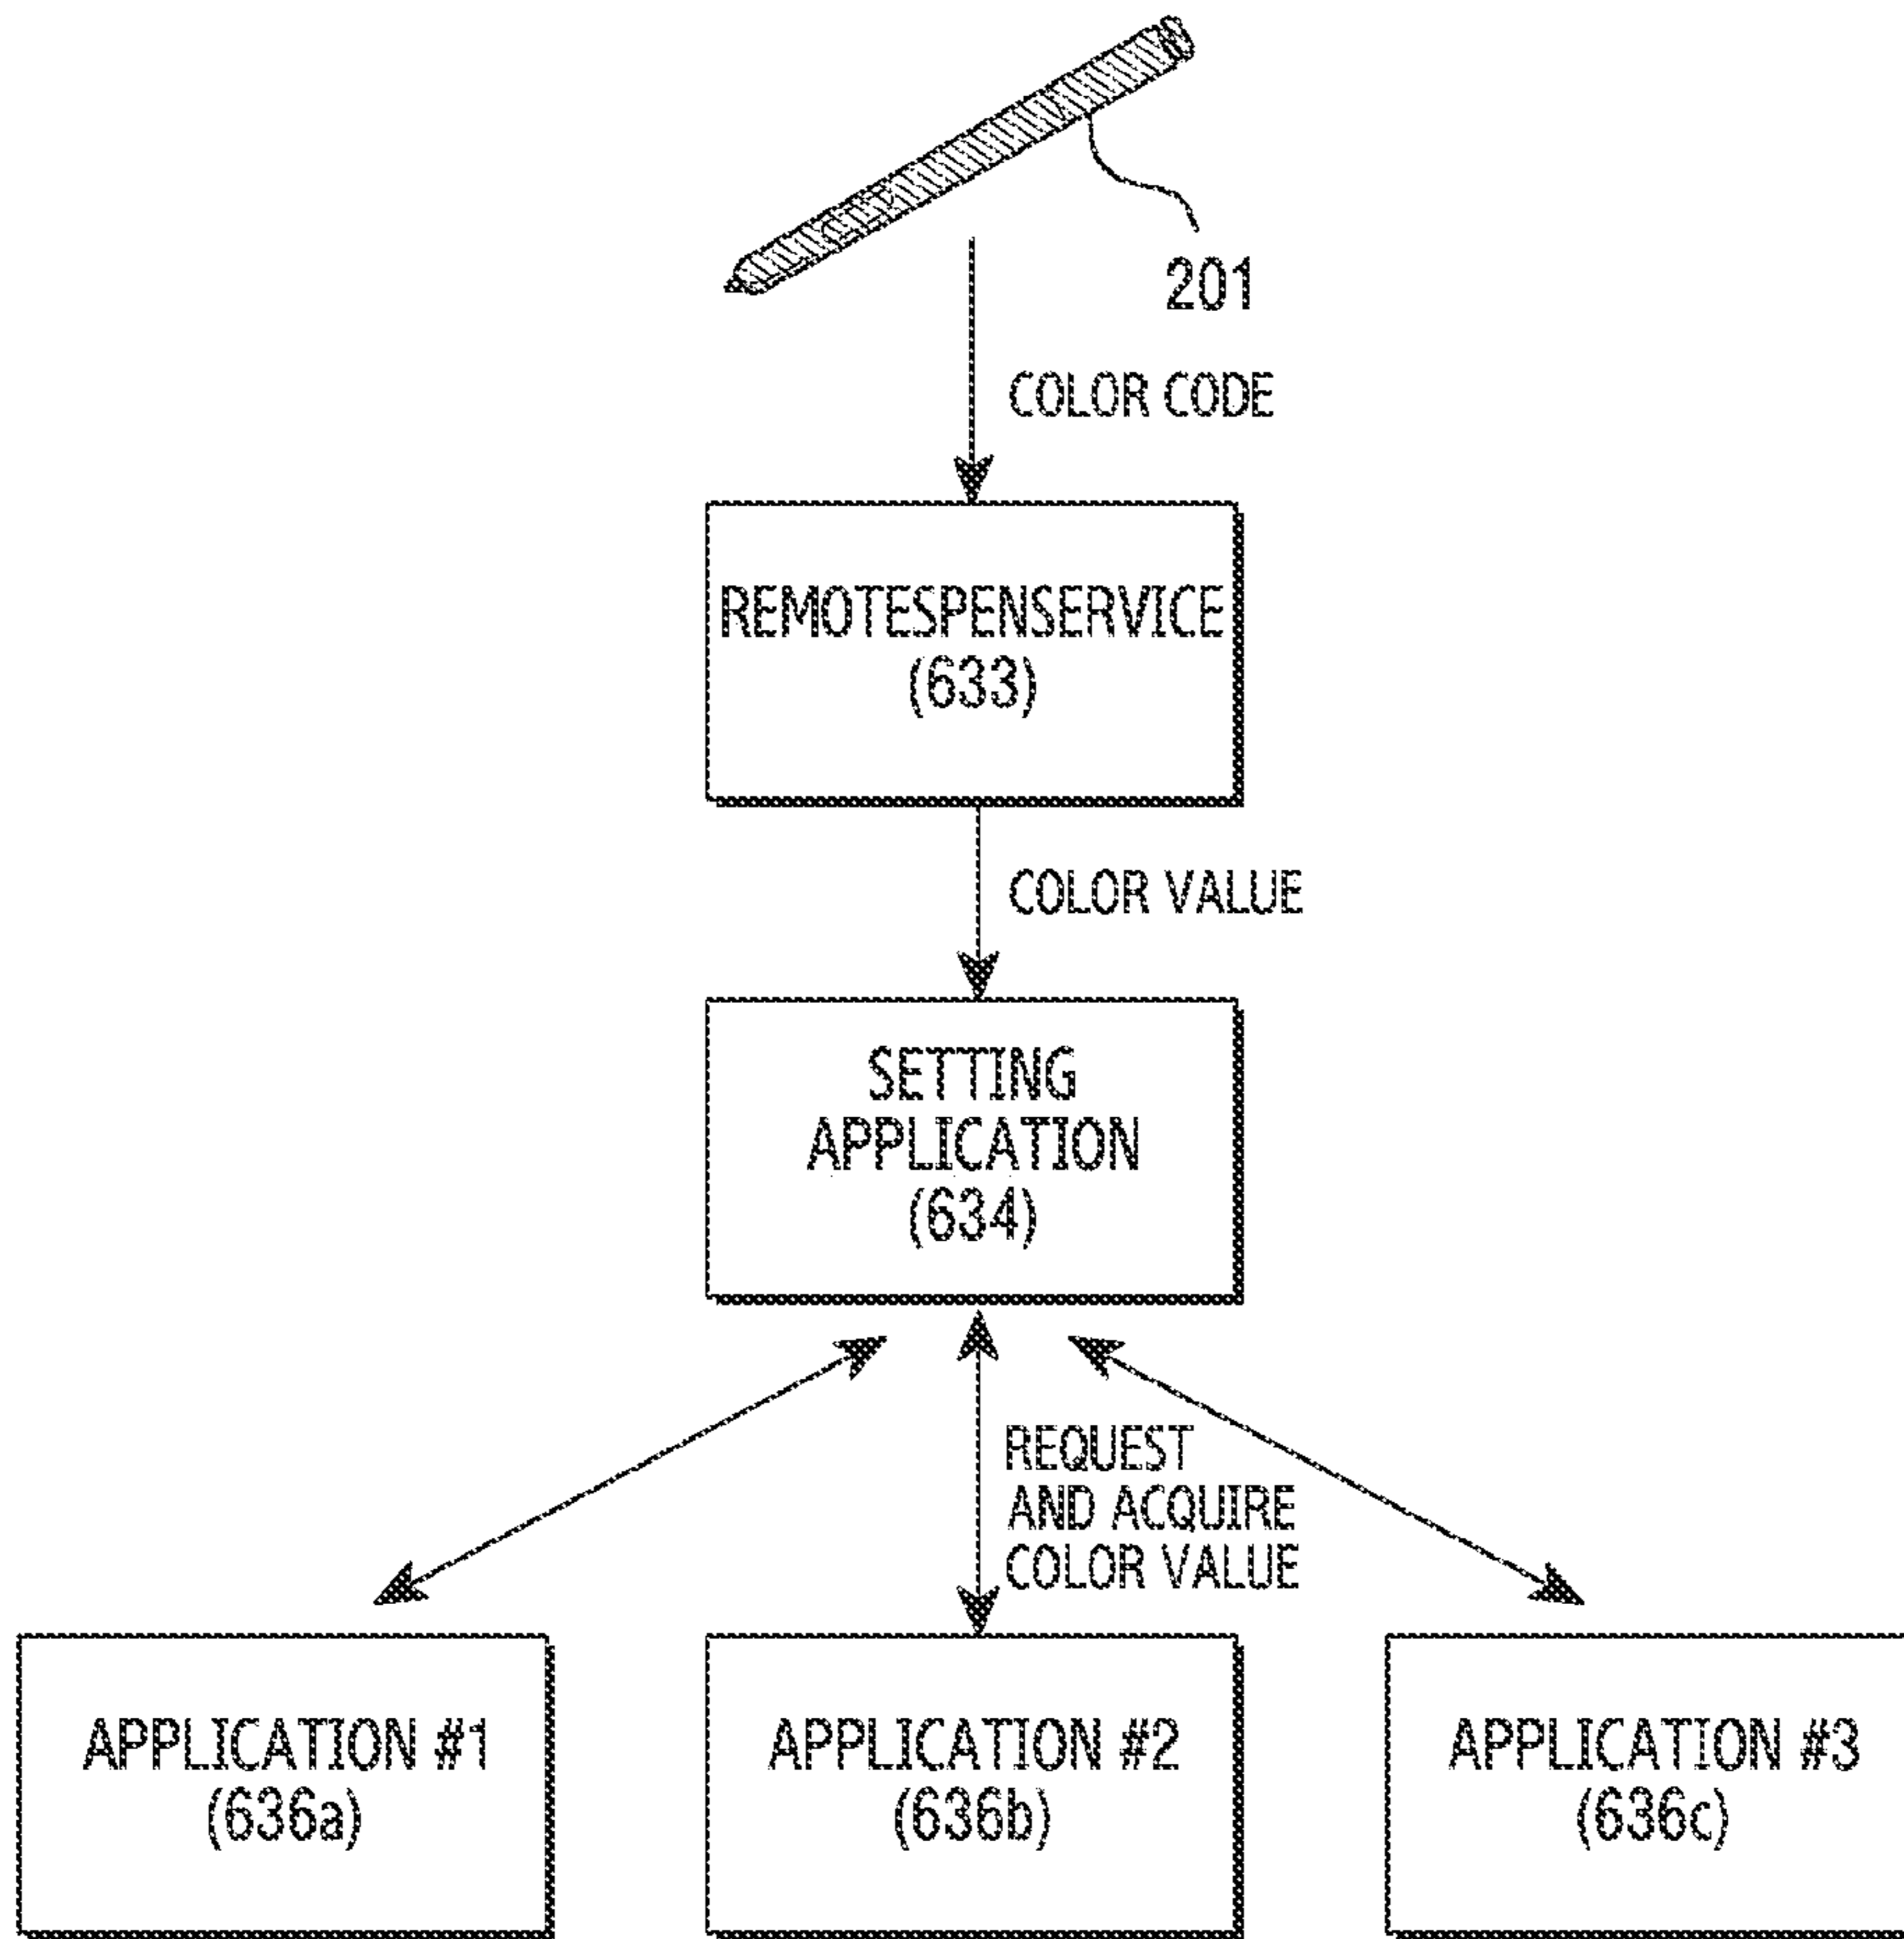 201
COLOR CODE
REMOTESPENSERVICE
(633)
COLOR VALUE
SETTING
APPLICATION
(634)
REQUEST
AND ACQUIRE
COLOR VALUE
APPLICATION #1
(636a)
APPLICATION #2
(636b)
APPLICATION #3
(636c)